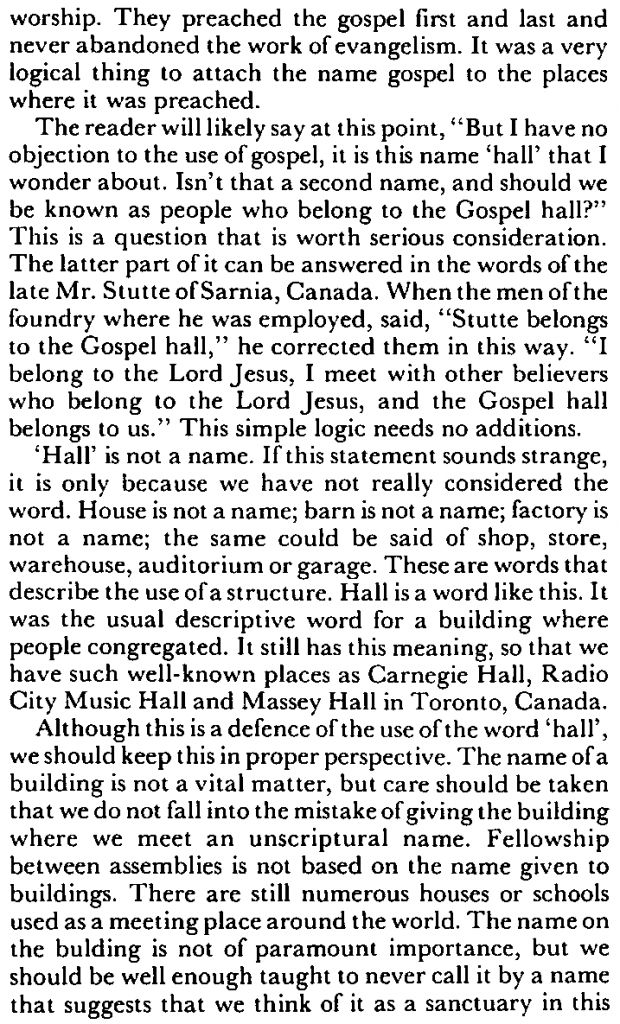 worship. They preached the gospel first and last and
never abandoned the work of evangelism. It was a very
logical thing to attach the name gospel to the places
where it was preached.
The reader will likely say at this point, “But I have no
objection to the use of gospel, it is this name ‘hall’ that I
wonder about. Isn’t that a second name, and should we
be known as people who belong to the Gospel hall?”
This is a question that is worth serious consideration.
The latter part of it can be answered in the words of the
late Mr. Stutte of Sarnia, Canada. When the men of the
foundry where he was employed, said, “Stutte belongs
to the Gospel hall,” he corrected them in this way. “I
belong to the Lord Jesus, I meet with other believers
who belong to the Lord Jesus, and the Gospel hall
belongs to us.” This simple logic needs no additions.
‘Hall’ is not a name. If this statement sounds strange,
it is only because we have not really considered the
word. House is not a name; barn is not a name; factory is
not a name; the same could be said of shop, store,
warehouse, auditorium or garage. These are words that
describe the use of a structure. Hall is a word like this. It
was the usual descriptive word for a building where
people congregated. It still has this meaning, so that we
have such well-known places as Carnegie Hall, Radio
City Music Hall and Massey Hall in Toronto, Canada.
Although this is a defence of the use of the word ‘hall’,
we should keep this in proper perspective. The name of a
building is not a vital matter, but care should be taken
that we do not fall into the mistake of giving the building
where we meet an unscriptural name. Fellowship
between assemblies is not based on the name given to
buildings. There are still numerous houses or schools
used as a meeting place around the world. The name on
the bulding is not of paramount importance, but we
should be well enough taught to never call it by a name
that suggests that we think of it as a sanctuary in this